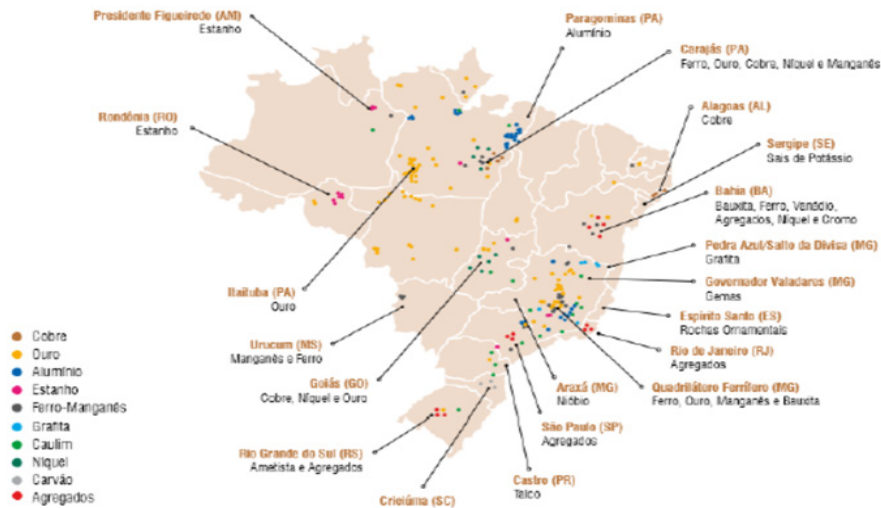 Presidente Figueiredo (AM)
Estanho
Paragominas (PA)
Alumínio
Carajás (PA)
Ferro, Ouro, Cobre, Níquel e Manganês
Alagoas (AL)
Cobre
Rondônia (RO)
Estanho
Sergipe (SE)
Sais de Potássio
Bahia (BA)
Bauxita, Ferro, Vanádio,
Agregados, Níquel e Cromo
Pedra Azul/Salto da Divisa (MG)
Grafita
Governador Valadares (MG)
Gemas
Espírito Santo (ES)
Rochas Ornamentais
Rio de Janeiro (RJ)
Agregados
Quadrilátero Ferrífero (MG)
Ferro, Ouro, Manganês e Bauxita
Araxá (MG)
Nióbio
São Paulo (SP)
Agregados
Castro (PR)
Talco
Criciúma (SC)
Itaituba (PA)
Ouro
Urucum (MS)
Manganês e Ferro
Goiás (GO)
Cobre, Níquel e Ouro
Rio Grande do Sul (RS)
Ametista e Agregados
Cobre
Ouro
Alumínio
Estanho
Ferro-Manganês
Grafita
Caulim
Níquel
Carvão
Agregados